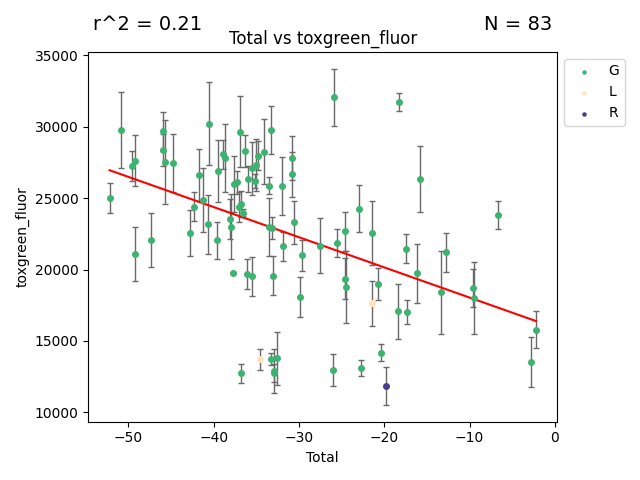 r^2 = 0.21 N = 83
Total vs toxgreen_fluor
G
L
R
35000
30000
25000
20000
15000
10000
toxgreen_fluor
−50 −40 −30 −20 −10 0
Total